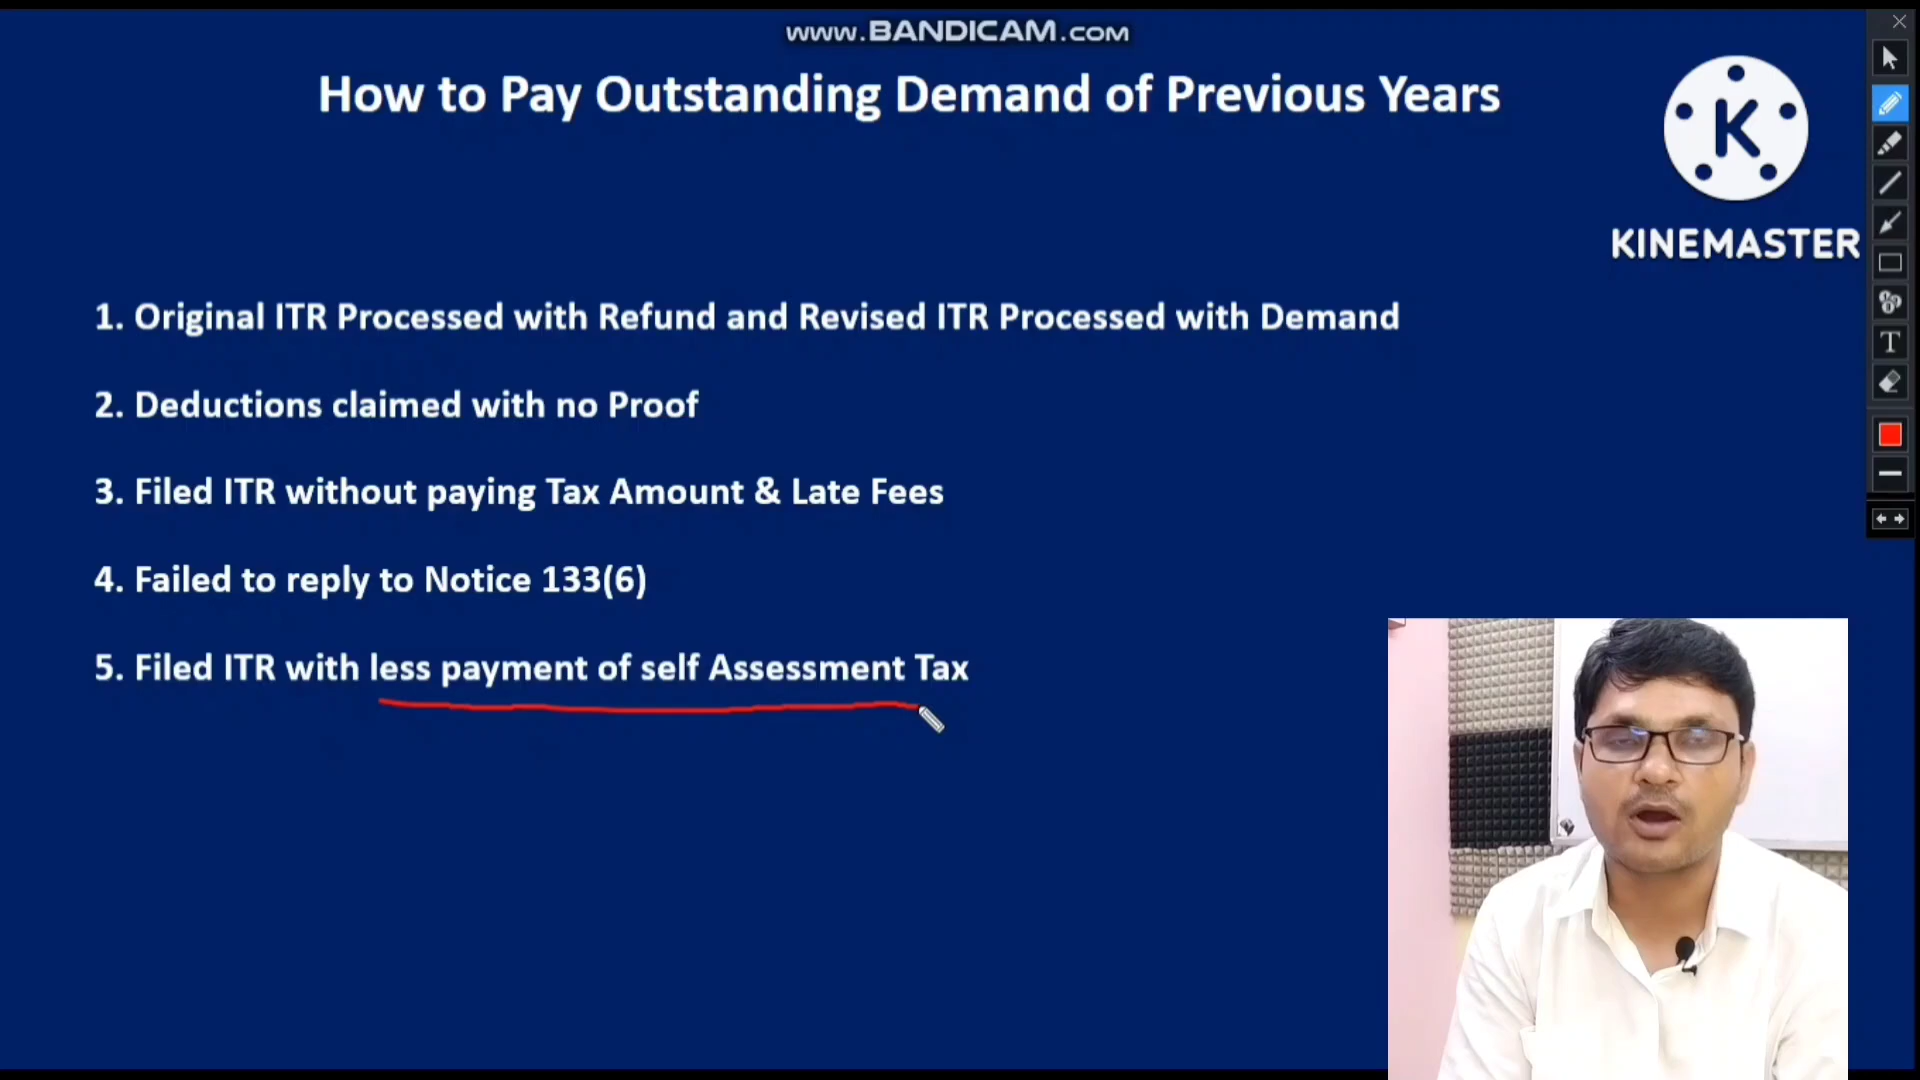 www.BANDICAM.com
How to Pay Outstanding Demand of Previous Years
K
KINEMASTER
1. Original ITR Processed with Refund and Revised ITR Processed with Demand
2. Deductions claimed with no Proof
3. Filed ITR without paying Tax Amount & Late Fees
4. Failed to reply to Notice 133(6)
5. Filed ITR with less payment of self Assessment Tax
T